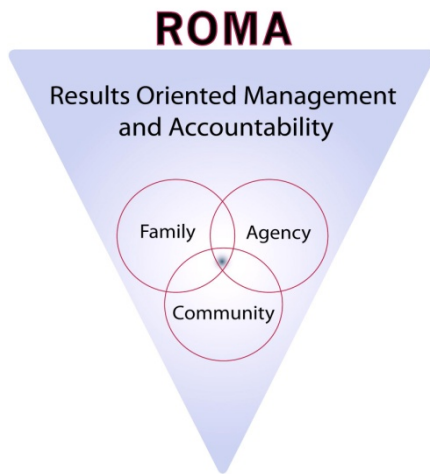 ROMA
Results Oriented Management
and Accountability
Family
Agency
Community